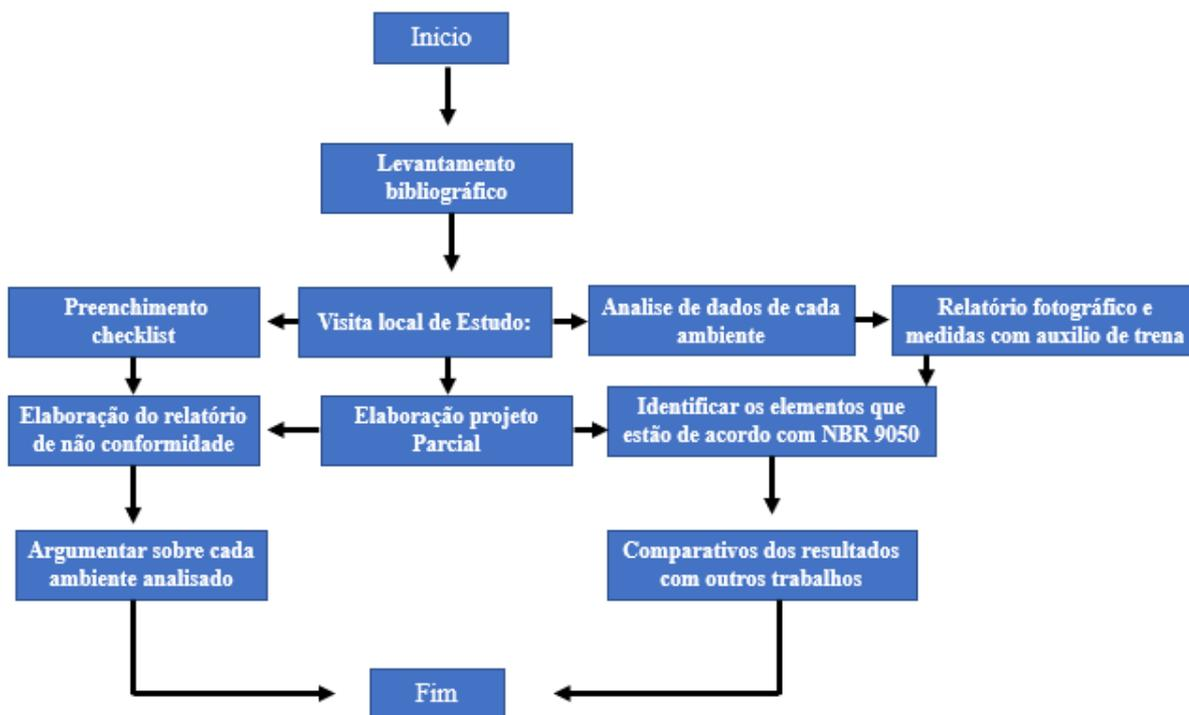 Inicio
Levantamento
bibliográfico
Preenchimento
checklist
Visita local de Estudo:
Analise de dados de cada
ambiente
Relatório fotográfico e
medidas com auxilio de trena
Elaboração do relatório
de não conformidade
Elaboração projeto
Parcial
Identificar os elementos que
estão de acordo com NBR 9050
Argumentar sobre cada
ambiente analisado
Comparativos dos resultados
com outros trabalhos
Fim